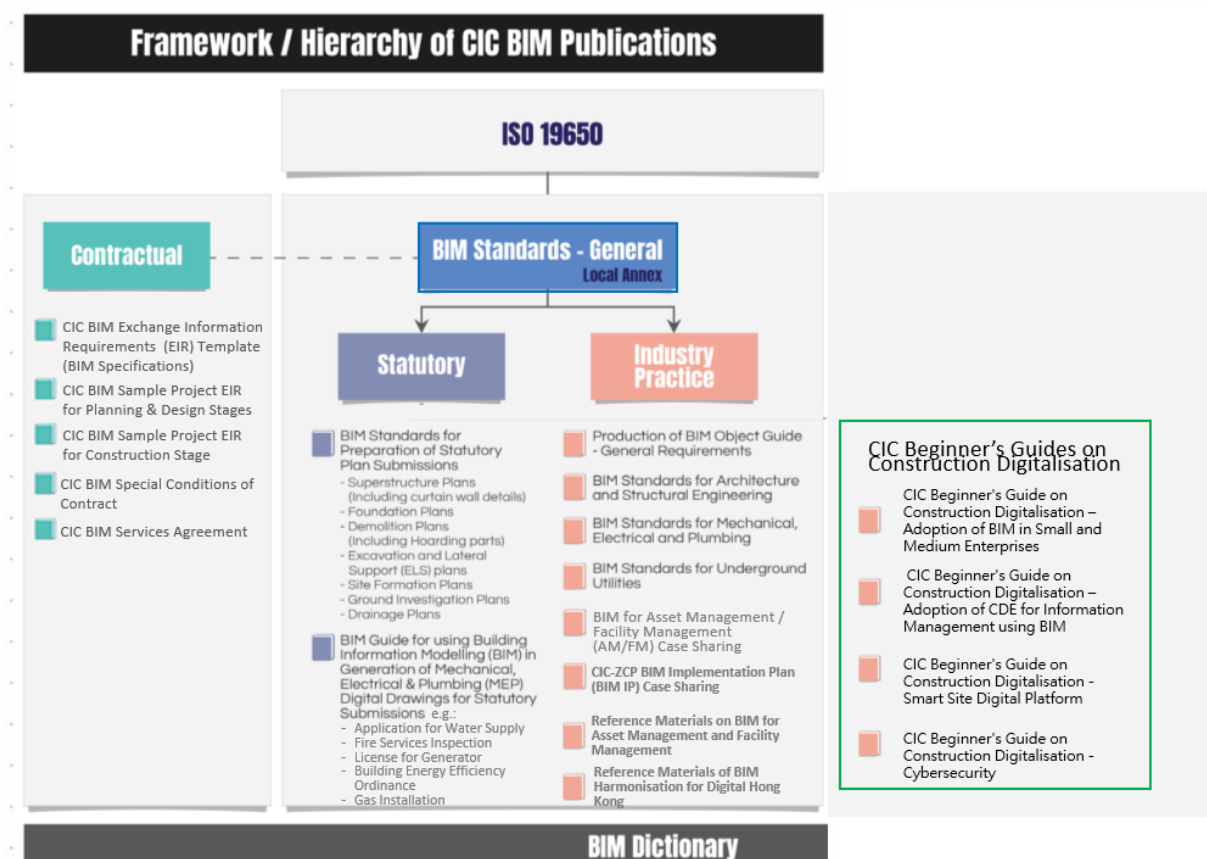 Framework / Hierarchy of CIC BIM Publications
ISO 19650
Contractual
BIM Standards - General
Local Annex
Statutory
Industry
Practice
CIC BIM Exchange Information
Requirements (EIR) Template
(BIM Specifications)
CIC BIM Sample Project EIR
for Planning & Design Stages
CIC BIM Sample Project EIR
for Construction Stage
CIC BIM Special Conditions of
Contract
CIC BIM Services Agreement
BIM Standards for
Preparation of Statutory
Plan Submissions
- Superstructure Plans
(Including curtain wall details)
- Foundation Plans
- Demolition Plans
(Including Hoarding parts)
- Excavation and Lateral
Support (ELS) plans
- Site Formation Plans
- Ground Investigation Plans
- Drainage Plans
BIM Guide for using Building
Information Modelling (BIM) in
Generation of Mechanical,
Electrical & Plumbing (MEP)
Digital Drawings for Statutory
Submissions e.g.:
- Application for Water Supply
- Fire Services Inspection
- License for Generator
- Building Energy Efficiency
Ordinance
- Gas Installation
Production of BIM Object Guide
- General Requirements
BIM Standards for Architecture
and Structural Engineering
BIM Standards for Mechanical,
Electrical and Plumbing
BIM Standards for Underground
Utilities
BIM for Asset Management /
Facility Management
(AM/FM) Case Sharing
CIC-ZCP BIM Implementation Plan
(BIM IP) Case Sharing
Reference Materials on BIM for
Asset Management and Facility
Management
Reference Materials of BIM
Harmonisation for Digital Hong
Kong
CIC Beginner's Guides on
Construction Digitalisation
CIC Beginner's Guide on
Construction Digitalisation –
Adoption of BIM in Small and
Medium Enterprises
CIC Beginner's Guide on
Construction Digitalisation –
Adoption of CDE for Information
Management using BIM
CIC Beginner's Guide on
Construction Digitalisation -
Smart Site Digital Platform
CIC Beginner's Guide on
Construction Digitalisation -
Cybersecurity
BIM Dictionary